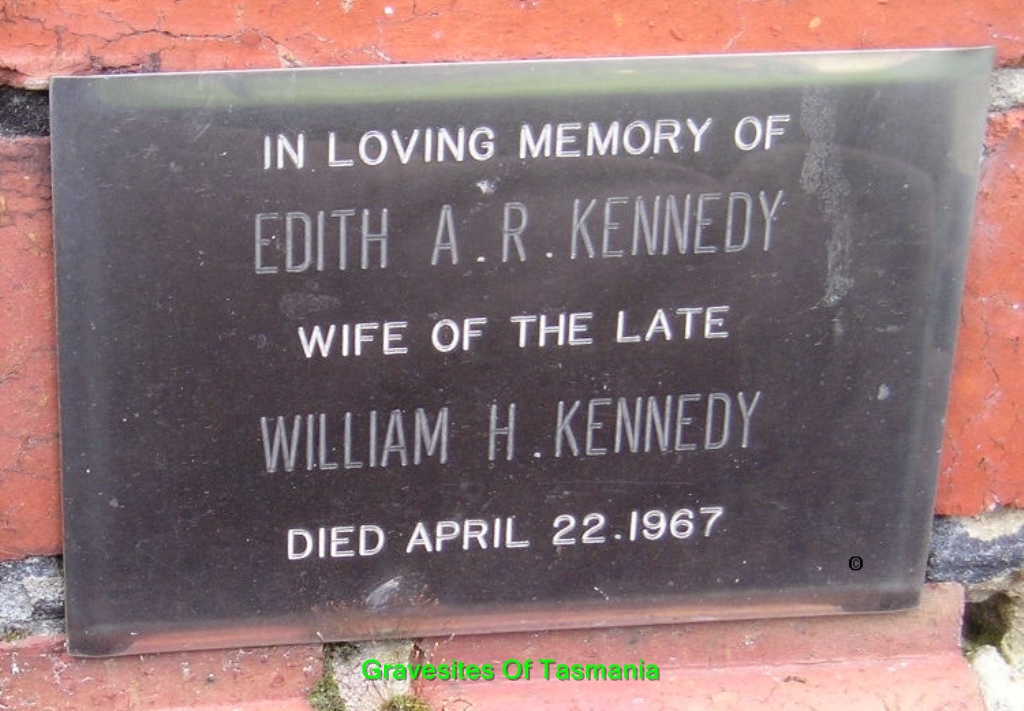 IN LOVING MEMORY OF
EDITH A.R.KENNEDY
WIFE OF THE LATE
WILLIAM H.KENNEDY
DIED APRIL 22.1967
©
Gravesites Of Tasmania